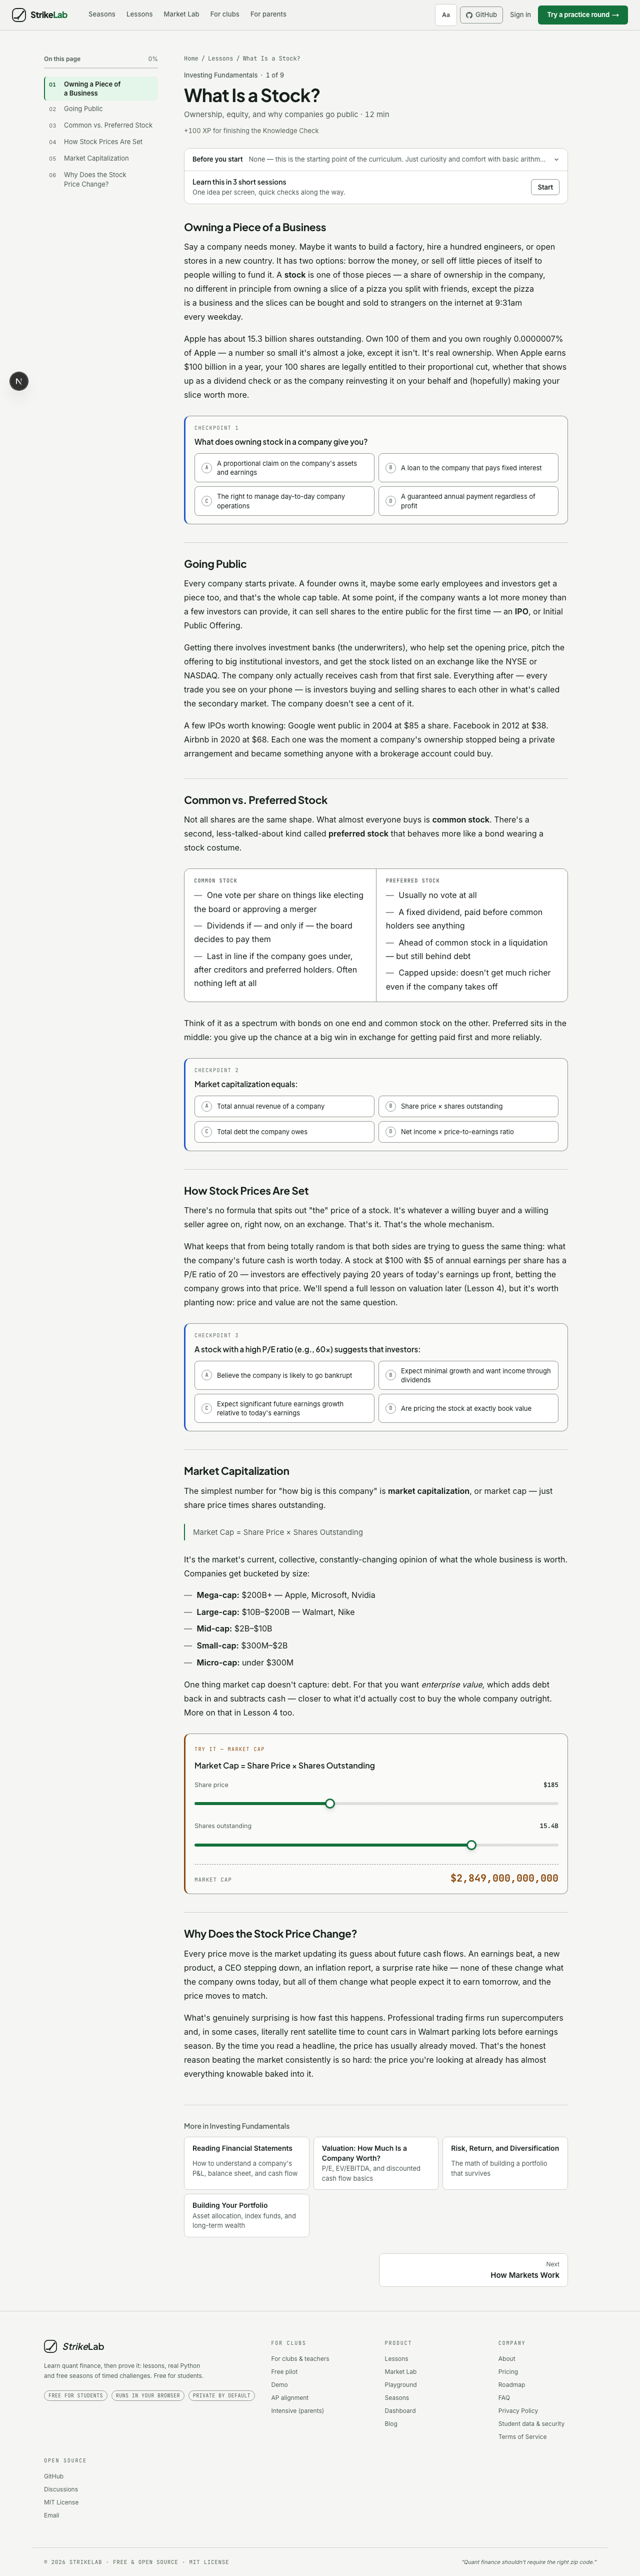 StrikeLab
Seasons
Lessons
Market Lab
For clubs
For parents
Aa
GitHub
Sign in
Try a practice round →
On this page
0%
01 Owning a Piece of
a Business
02 Going Public
03 Common vs. Preferred Stock
04 How Stock Prices Are Set
05 Market Capitalization
06 Why Does the Stock
Price Change?
N
Home / Lessons / What Is a Stock?
Investing Fundamentals · 1 of 9
What Is a Stock?
Ownership, equity, and why companies go public · 12 min
+100 XP for finishing the Knowledge Check
Before you start None — this is the starting point of the curriculum. Just curiosity and comfort with basic arithm...
Learn this in 3 short sessions
One idea per screen, quick checks along the way.
Start
Owning a Piece of a Business
Say a company needs money. Maybe it wants to build a factory, hire a hundred engineers, or open
stores in a new country. It has two options: borrow the money, or sell off little pieces of itself to
people willing to fund it. A stock is one of those pieces — a share of ownership in the company,
no different in principle from owning a slice of a pizza you split with friends, except the pizza
is a business and the slices can be bought and sold to strangers on the internet at 9:31am
every weekday.
Apple has about 15.3 billion shares outstanding. Own 100 of them and you own roughly 0.0000007%
of Apple — a number so small it's almost a joke, except it isn't. It's real ownership. When Apple earns
$100 billion in a year, your 100 shares are legally entitled to their proportional cut, whether that shows
up as a dividend check or as the company reinvesting it on your behalf and (hopefully) making your
slice worth more.
CHECKPOINT 1
What does owning stock in a company give you?
A A proportional claim on the company's assets
and earnings
B A loan to the company that pays fixed interest
C The right to manage day-to-day company
operations
D A guaranteed annual payment regardless of
profit
Going Public
Every company starts private. A founder owns it, maybe some early employees and investors get a
piece too, and that's the whole cap table. At some point, if the company wants a lot more money than
a few investors can provide, it can sell shares to the entire public for the first time — an IPO, or Initial
Public Offering.
Getting there involves investment banks (the underwriters), who help set the opening price, pitch the
offering to big institutional investors, and get the stock listed on an exchange like the NYSE or
NASDAQ. The company only actually receives cash from that first sale. Everything after — every
trade you see on your phone — is investors buying and selling shares to each other in what's called
the secondary market. The company doesn't see a cent of it.
A few IPOs worth knowing: Google went public in 2004 at $85 a share. Facebook in 2012 at $38.
Airbnb in 2020 at $68. Each one was the moment a company's ownership stopped being a private
arrangement and became something anyone with a brokerage account could buy.
Common vs. Preferred Stock
Not all shares are the same shape. What almost everyone buys is common stock. There's a
second, less-talked-about kind called preferred stock that behaves more like a bond wearing a
stock costume.
COMMON STOCK
— One vote per share on things like electing
the board or approving a merger
— Dividends if — and only if — the board
decides to pay them
— Last in line if the company goes under,
after creditors and preferred holders. Often
nothing left at all
PREFERRED STOCK
— Usually no vote at all
— A fixed dividend, paid before common
holders see anything
— Ahead of common stock in a liquidation
— but still behind debt
— Capped upside: doesn't get much richer
even if the company takes off
Think of it as a spectrum with bonds on one end and common stock on the other. Preferred sits in the
middle: you give up the chance at a big win in exchange for getting paid first and more reliably.
CHECKPOINT 2
Market capitalization equals:
A Total annual revenue of a company
B Share price × shares outstanding
C Total debt the company owes
D Net income × price-to-earnings ratio
How Stock Prices Are Set
There's no formula that spits out "the" price of a stock. It's whatever a willing buyer and a willing
seller agree on, right now, on an exchange. That's it. That's the whole mechanism.
What keeps that from being totally random is that both sides are trying to guess the same thing: what
the company's future cash is worth today. A stock at $100 with $5 of annual earnings per share has a
P/E ratio of 20 — investors are effectively paying 20 years of today's earnings up front, betting the
company grows into that price. We'll spend a full lesson on valuation later (Lesson 4), but it's worth
planting now: price and value are not the same question.
CHECKPOINT 3
A stock with a high P/E ratio (e.g., 60×) suggests that investors:
A Believe the company is likely to go bankrupt
B Expect minimal growth and want income through
dividends
C Expect significant future earnings growth
relative to today's earnings
D Are pricing the stock at exactly book value
Market Capitalization
The simplest number for "how big is this company" is market capitalization, or market cap — just
share price times shares outstanding.
Market Cap = Share Price × Shares Outstanding
It's the market's current, collective, constantly-changing opinion of what the whole business is worth.
Companies get bucketed by size:
— Mega-cap: $200B+ — Apple, Microsoft, Nvidia
— Large-cap: $10B–$200B — Walmart, Nike
— Mid-cap: $2B–$10B
— Small-cap: $300M–$2B
— Micro-cap: under $300M
One thing market cap doesn't capture: debt. For that you want enterprise value, which adds debt
back in and subtracts cash — closer to what it'd actually cost to buy the whole company outright.
More on that in Lesson 4 too.
TRY IT — MARKET CAP
Market Cap = Share Price × Shares Outstanding
Share price
$185
Shares outstanding
15.4B
MARKET CAP
$2,849,000,000,000
Why Does the Stock Price Change?
Every price move is the market updating its guess about future cash flows. An earnings beat, a new
product, a CEO stepping down, an inflation report, a surprise rate hike — none of these change what
the company owns today, but all of them change what people expect it to earn tomorrow, and the
price moves to match.
What's genuinely surprising is how fast this happens. Professional trading firms run supercomputers
and, in some cases, literally rent satellite time to count cars in Walmart parking lots before earnings
season. By the time you read a headline, the price has usually already moved. That's the honest
reason beating the market consistently is so hard: the price you're looking at already has almost
everything knowable baked into it.
More in Investing Fundamentals
Reading Financial Statements
How to understand a company's
P&L, balance sheet, and cash flow
Valuation: How Much Is a
Company Worth?
P/E, EV/EBITDA, and discounted
cash flow basics
Risk, Return, and Diversification
The math of building a portfolio
that survives
Building Your Portfolio
Asset allocation, index funds, and
long-term wealth
Next
How Markets Work
StrikeLab
Learn quant finance, then prove it: lessons, real Python
and free seasons of timed challenges. Free for students.
FREE FOR STUDENTS
RUNS IN YOUR BROWSER
PRIVATE BY DEFAULT
FOR CLUBS
For clubs & teachers
Free pilot
Demo
AP alignment
Intensive (parents)
PRODUCT
Lessons
Market Lab
Playground
Seasons
Dashboard
Blog
COMPANY
About
Pricing
Roadmap
FAQ
Privacy Policy
Student data & security
Terms of Service
OPEN SOURCE
GitHub
Discussions
MIT License
Email
© 2026 STRIKELAB · FREE & OPEN SOURCE · MIT LICENSE
"Quant finance shouldn't require the right zip code."